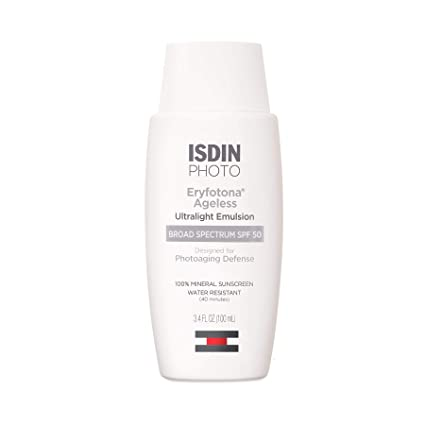 ISDIN
PHOTO
Eryfotona®
Ageless
Ultralight Emulsion
BROAD SPECTRUM SPF 50
Designed for
Photoaging Defense
100% MINERAL SUNSCREEN
WATER RESISTANT
(40 minutes)
3.4 FL OZ (100 mL)